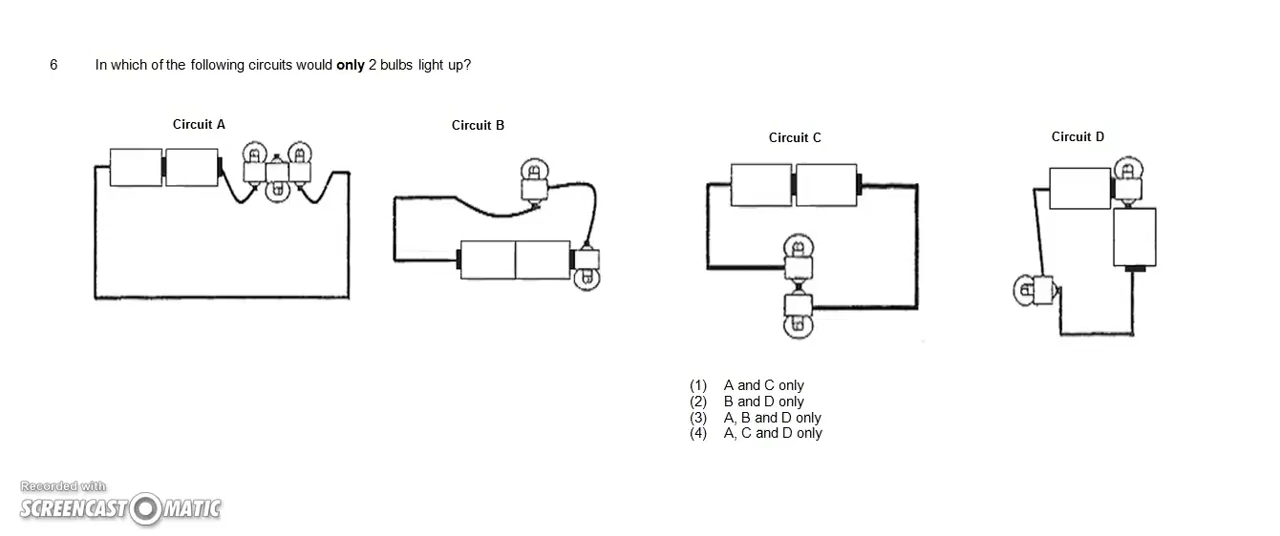 6 In which of the following circuits would only 2 bulbs light up?
Circuit A
Circuit B
Circuit C
Circuit D
(1) A and C only
(2) B and D only
(3) A, B and D only
(4) A, C and D only
Recorded with
SCREENCAST MATIC